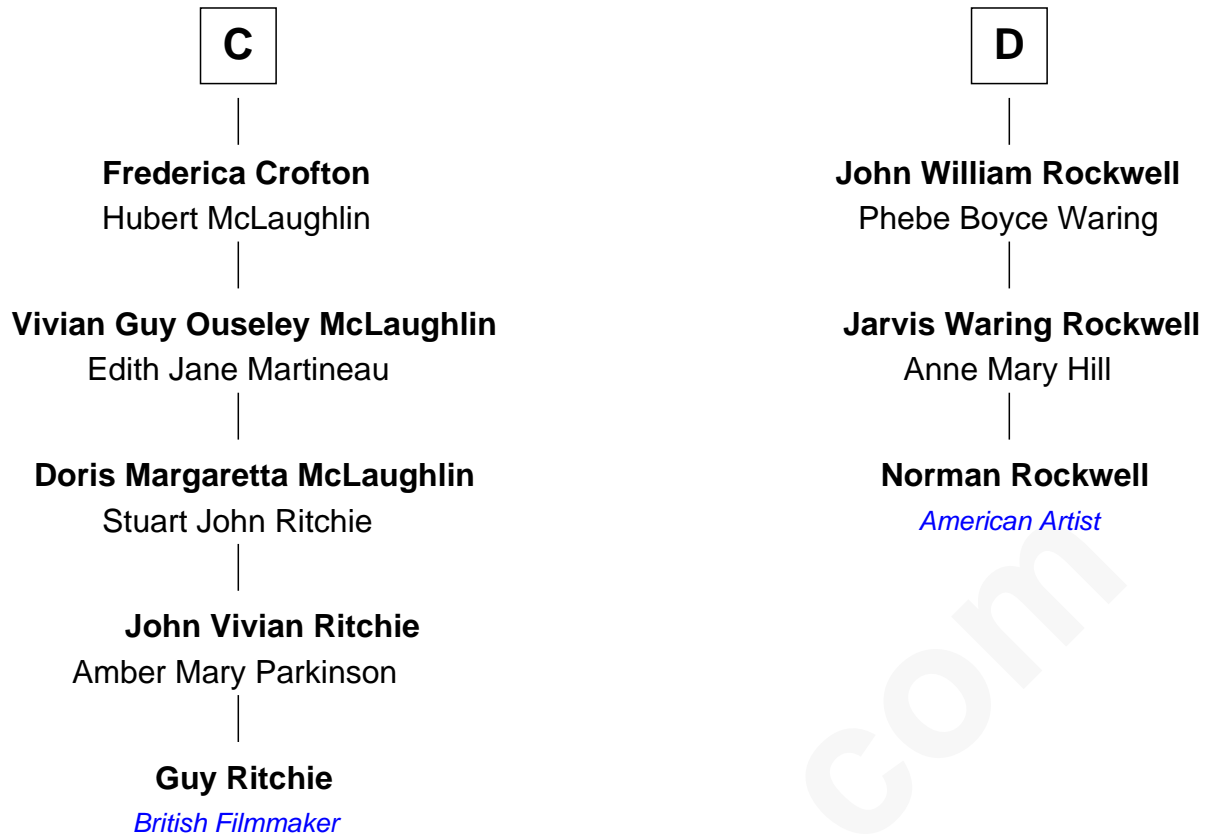 C
Frederica Crofton
Hubert McLaughlin
Vivian Guy Ouseley McLaughlin
Edith Jane Martineau
Doris Margaretta McLaughlin
Stuart John Ritchie
John Vivian Ritchie
Amber Mary Parkinson
Guy Ritchie
British Filmmaker
D
John William Rockwell
Phebe Boyce Waring
Jarvis Waring Rockwell
Anne Mary Hill
Norman Rockwell
American Artist
com